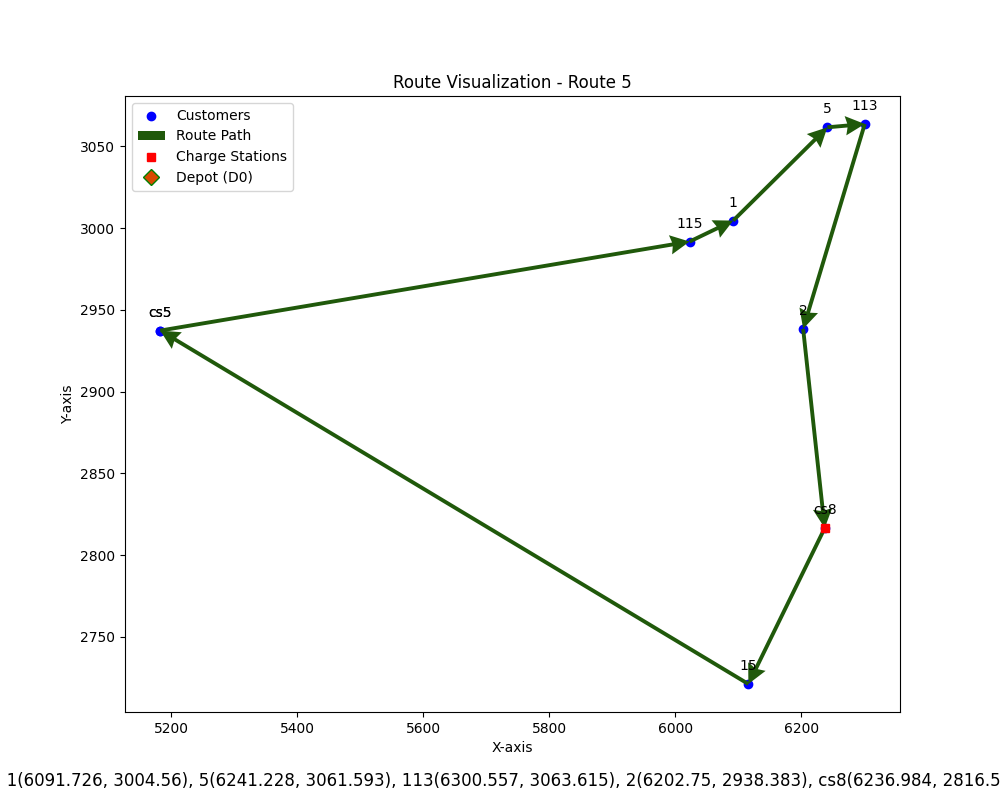 Route Visualization - Route 5
Customers
Route Path
Charge Stations
Depot (D0)
5
113
1
115
cs5
2
cs8
15
3050
3000
2950
2900
2850
2800
2750
Y-axis
5200
5400
5600
5800
6000
6200
X-axis
1(6091.726, 3004.56), 5(6241.228, 3061.593), 113(6300.557, 3063.615), 2(6202.75, 2938.383), cs8(6236.984, 2816.5